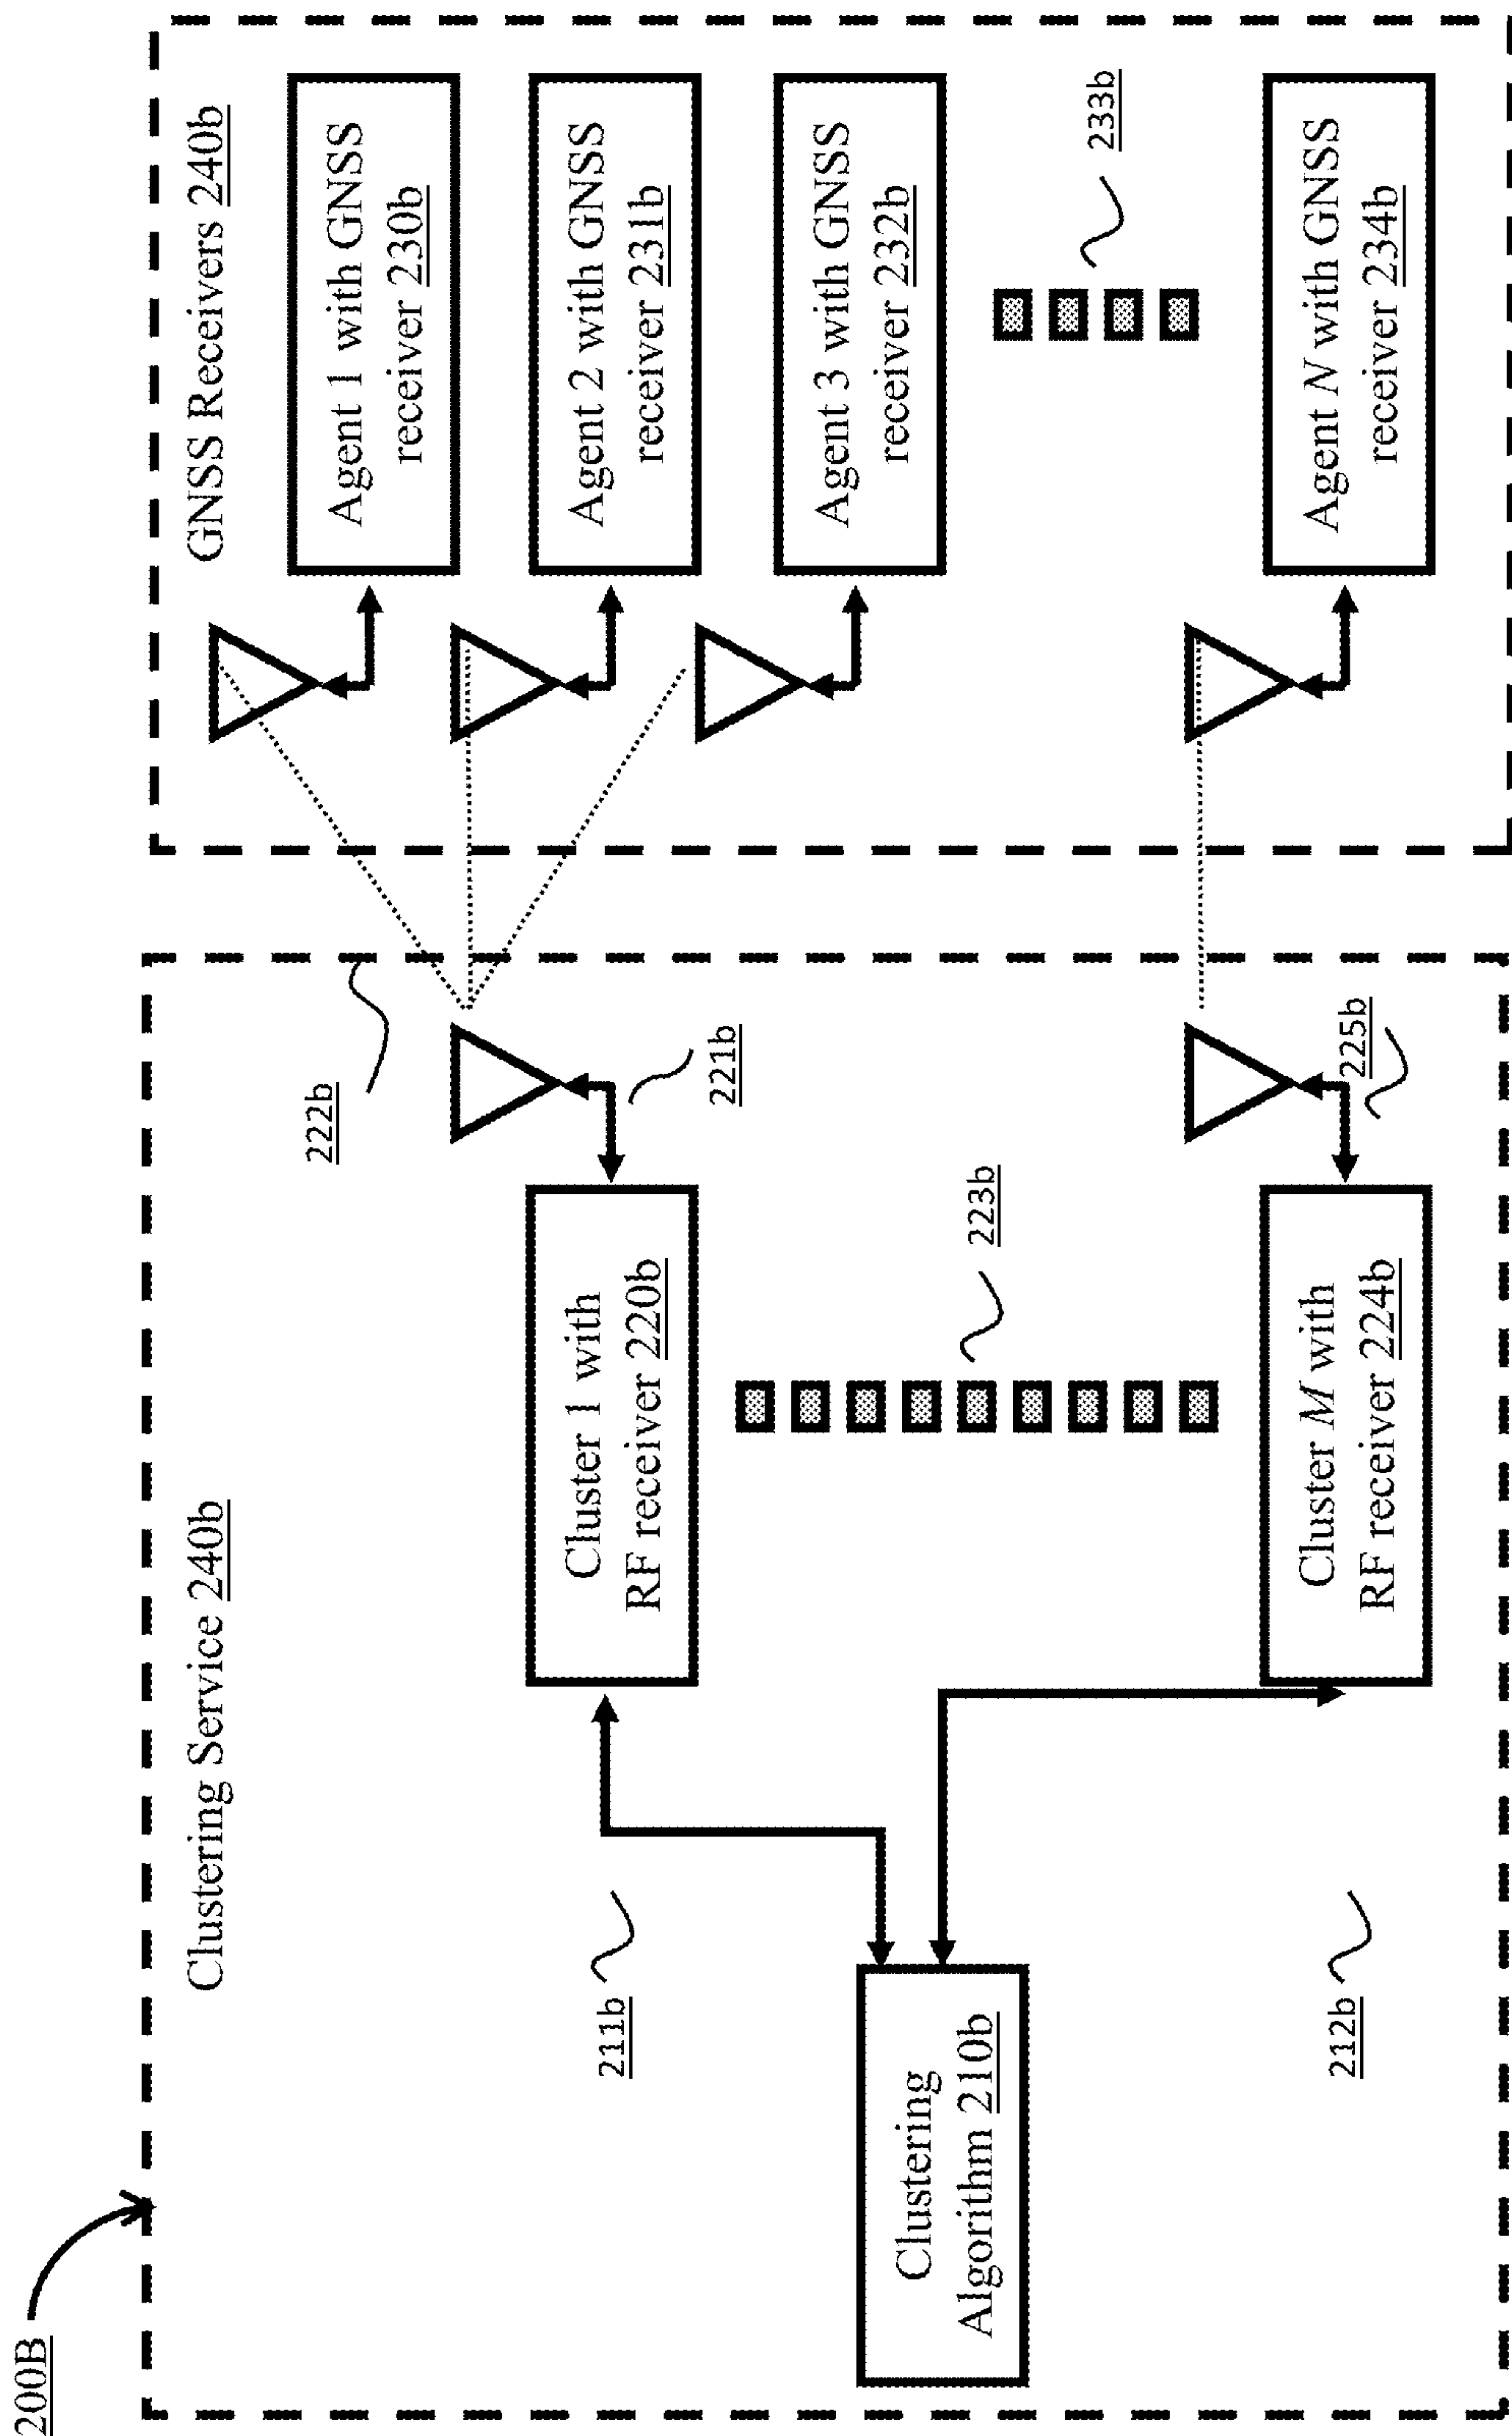 200B
Clustering Service 240b
Clustering
Algorithm 210b
211b
212b
Cluster 1 with
RF receiver 220b
223b
Cluster M with
RF receiver 224b
222b
221b
225b
GNSS Receivers 240b
Agent 1 with GNSS
receiver 230b
Agent 2 with GNSS
receiver 231b
Agent 3 with GNSS
receiver 232b
233b
Agent N with GNSS
receiver 234b